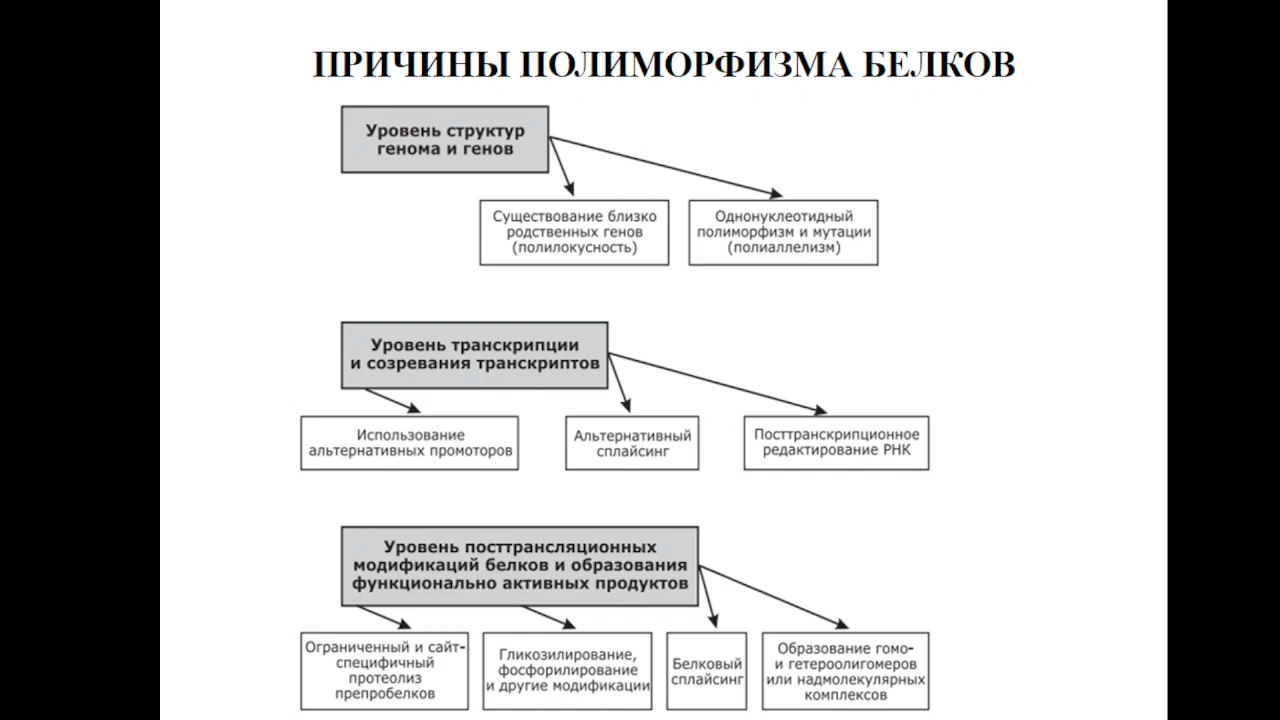 ПРИЧИНЫ ПОЛИМОРФИЗМА БЕЛКОВ
Уровень структур
генома и генов
Существование близко
родственных генов
(полилокусность)
Однонуклеотидный
полиморфизм и мутации
(полиаллелизм)
Уровень транскрипции
и созревания транскриптов
Использование
альтернативных промоторов
Альтернативный
сплайсинг
Посттранскрипционное
редактирование РНК
Уровень посттрансляционных
модификаций белков и образования
функционально активных продуктов
Ограниченный и сайт-
специфичный
протеолиз
препробелков
Гликозилирование,
фосфорилирование
и другие модификации
Белковый
сплайсинг
Образование гомо-
и гетероолигомеров
или надмолекулярных
комплексов